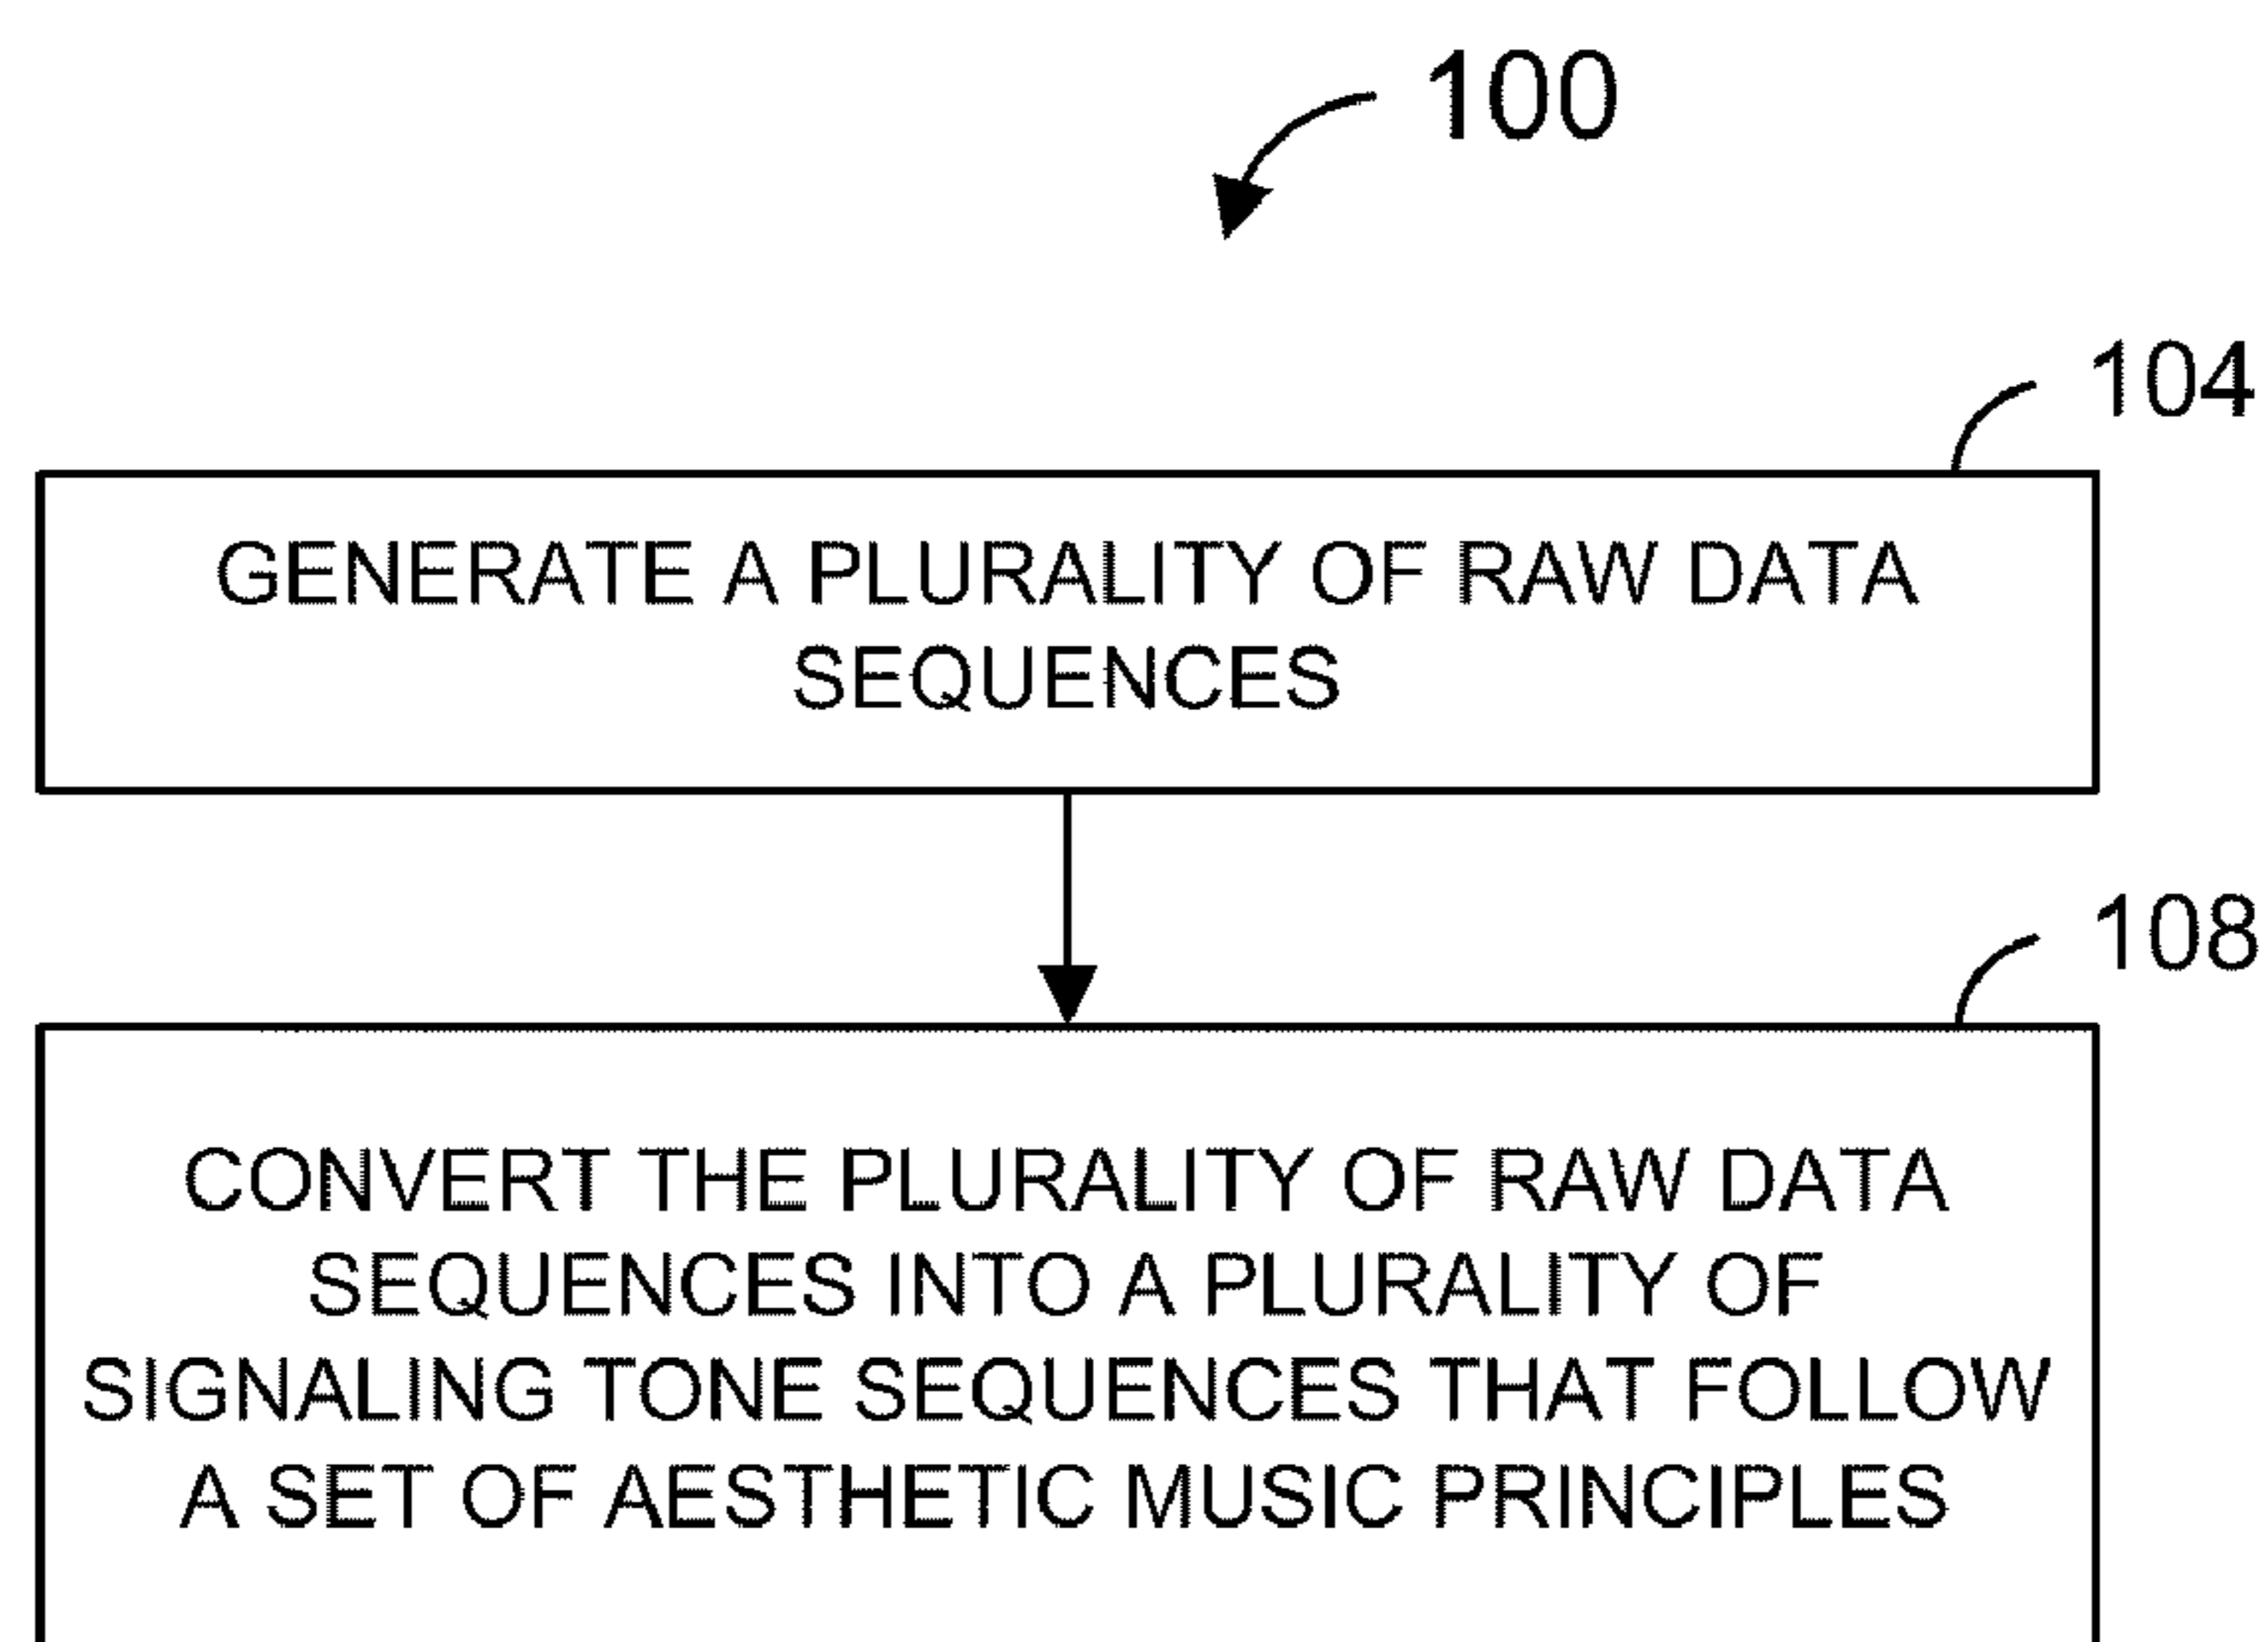 100
104
GENERATE A PLURALITY OF RAW DATA
SEQUENCES
108
CONVERT THE PLURALITY OF RAW DATA
SEQUENCES INTO A PLURALITY OF
SIGNALING TONE SEQUENCES THAT FOLLOW
A SET OF AESTHETIC MUSIC PRINCIPLES